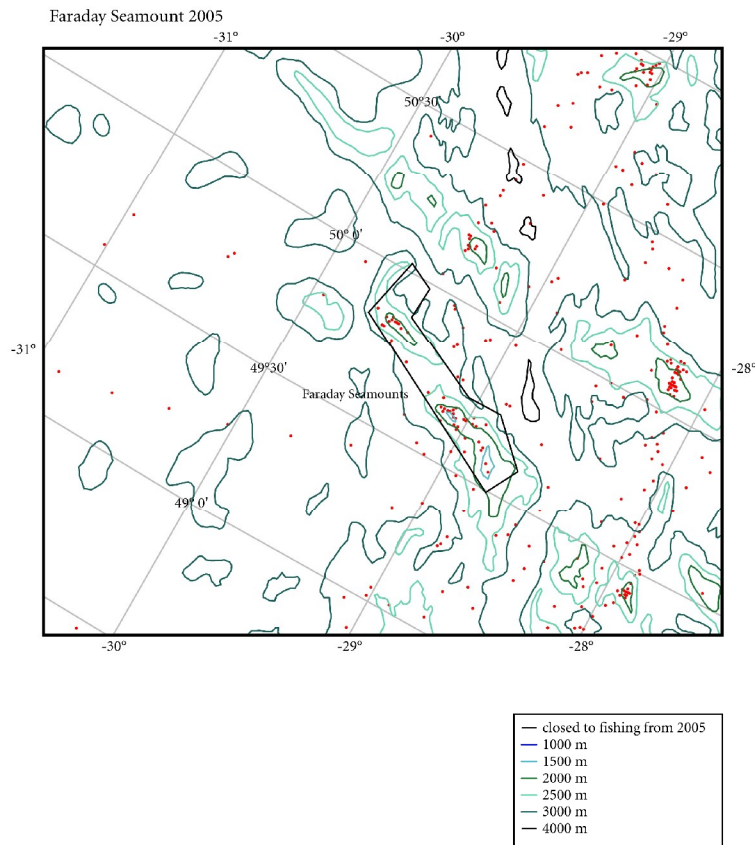 Faraday Seamount 2005
-31°
-30°
-29°
50°30'
50° 0'
-31°
49°30'
-28°
Faraday Seamounts
49° 0'
-30°
-29°
-28°
closed to fishing from 2005
1000 m
1500 m
2000 m
2500 m
3000 m
4000 m